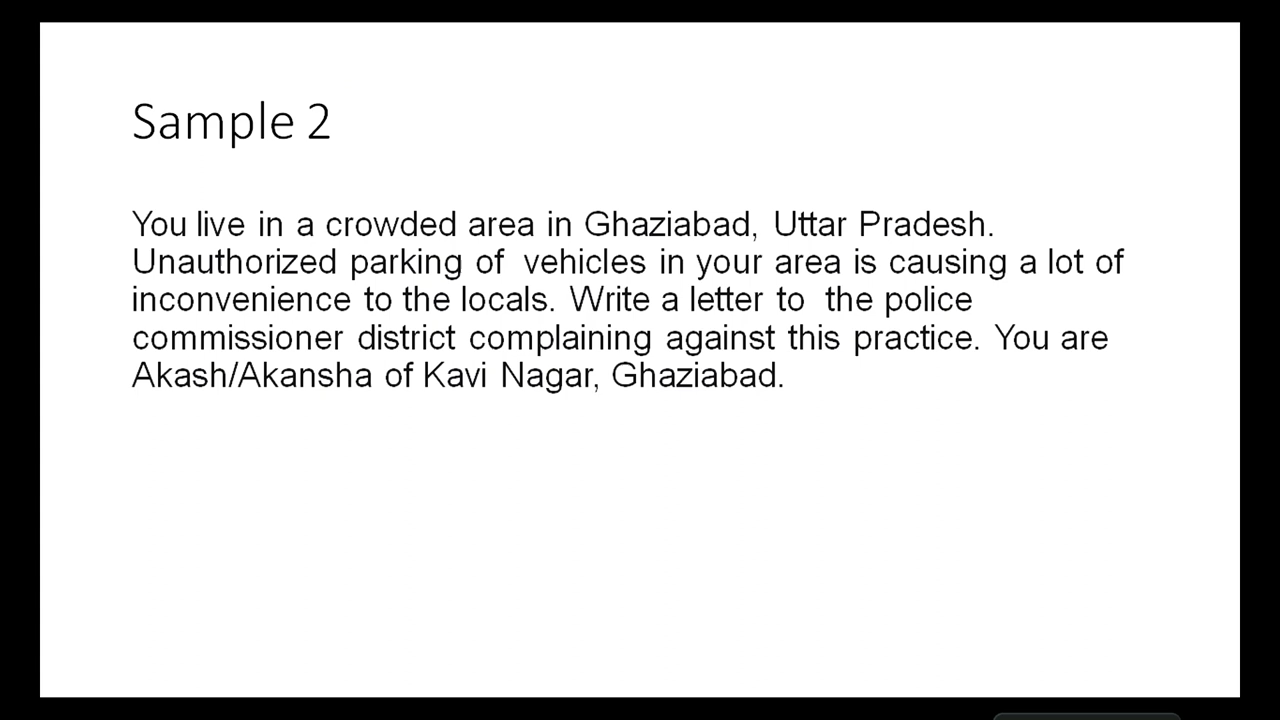 Sample 2
You live in a crowded area in Ghaziabad, Uttar Pradesh.
Unauthorized parking of vehicles in your area is causing a lot of
inconvenience to the locals. Write a letter to the police
commissioner district complaining against this practice. You are
Akash/Akansha of Kavi Nagar, Ghaziabad.